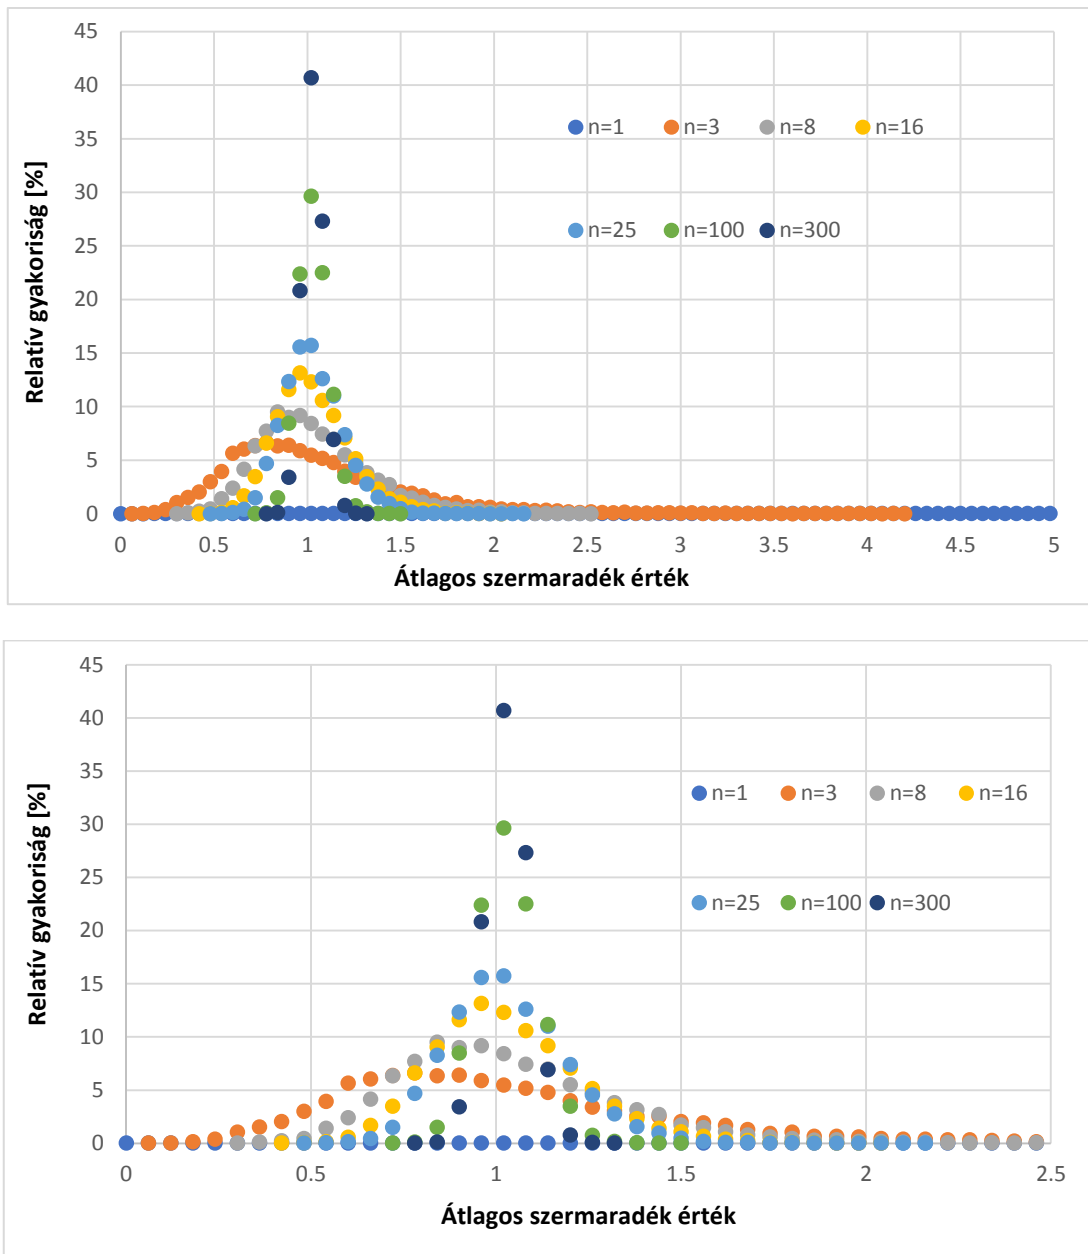 45
40
35
30
25
20
15
10
5
0
Relatív gyakoriság [%]
n=1 n=3 n=8 n=16
n=25 n=100 n=300
0 0.5 1 1.5 2 2.5 3 3.5 4 4.5 5
Átlagos szermaradék érték
45
40
35
30
25
20
15
10
5
0
Relatív gyakoriság [%]
n=1 n=3 n=8 n=16
n=25 n=100 n=300
0 0.5 1 1.5 2 2.5
Átlagos szermaradék érték